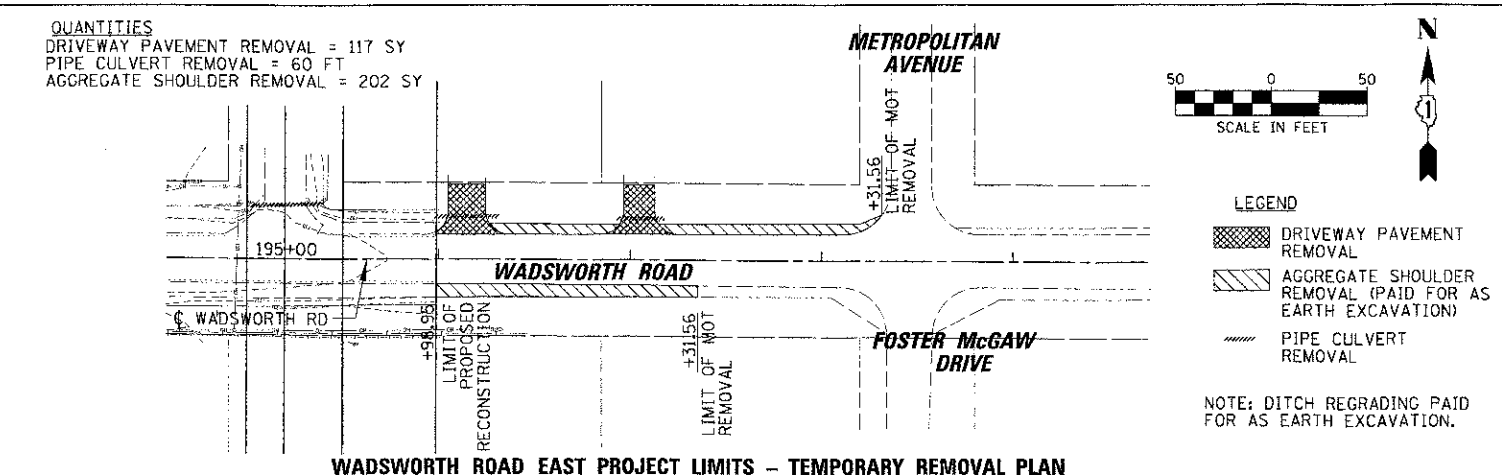 QUANTITIES
DRIVEWAY PAVEMENT REMOVAL = 117 SY
PIPE CULVERT REMOVAL = 60 FT
AGGREGATE SHOULDER REMOVAL = 202 SY
METROPOLITAN
AVENUE
50 0 50
SCALE IN FEET
N
1
LEGEND
DRIVEWAY PAVEMENT
REMOVAL
AGGREGATE SHOULDER
REMOVAL (PAID FOR AS
EARTH EXCAVATION)
PIPE CULVERT
REMOVAL
NOTE: DITCH REGRADING PAID
FOR AS EARTH EXCAVATION.
+31.56
LIMIT OF MOT
REMOVAL
195+00
WADSWORTH ROAD
℄ WADSWORTH RD
+98.95
LIMIT OF
PROPOSED
RECONSTRUCTION
+31.56
LIMIT OF MOT
REMOVAL
FOSTER McGAW
DRIVE
WADSWORTH ROAD EAST PROJECT LIMITS – TEMPORARY REMOVAL PLAN